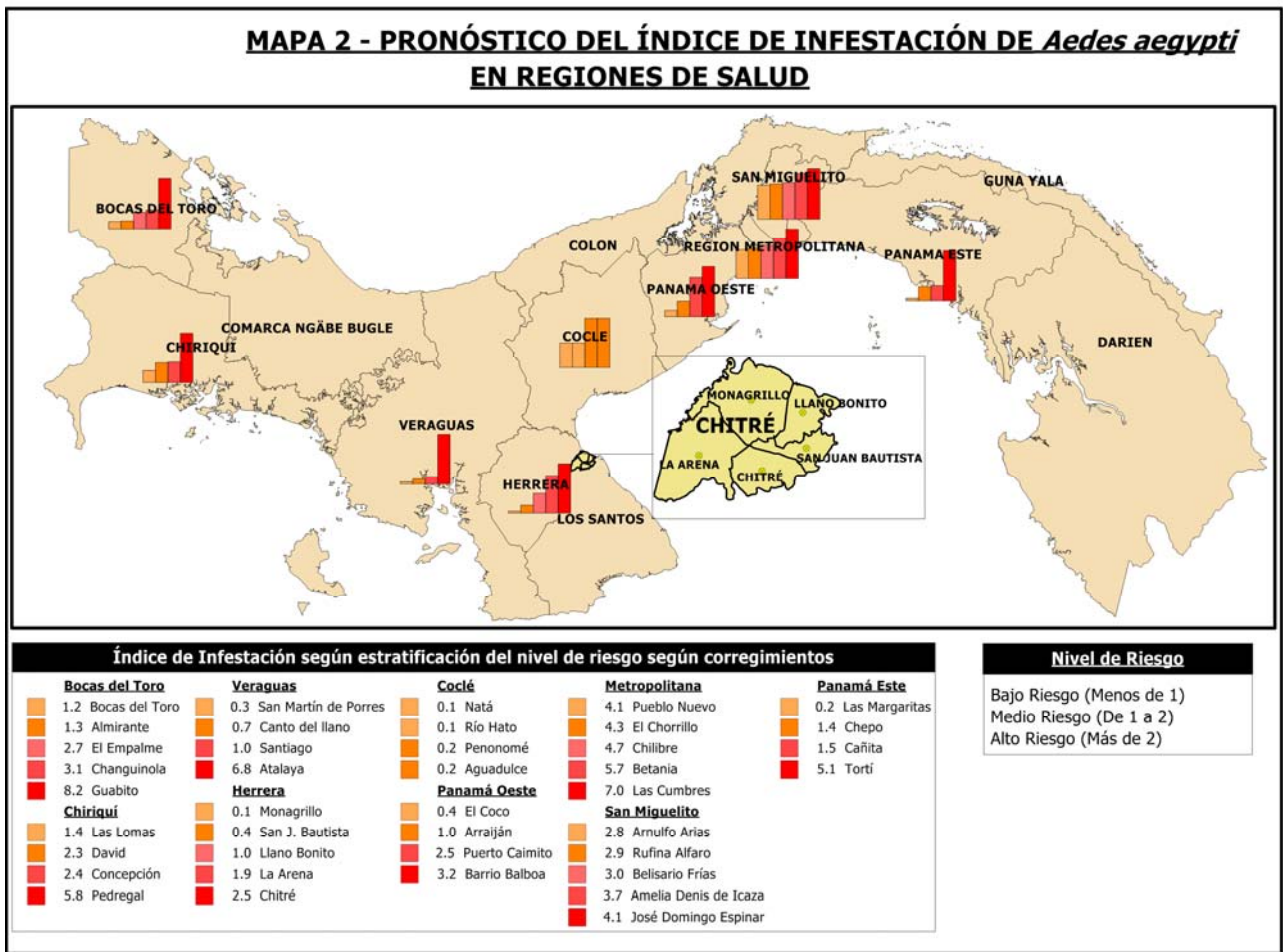 MAPA 2 - PRONÓSTICO DEL ÍNDICE DE INFESTACIÓN DE Aedes aegypti
EN REGIONES DE SALUD
SAN MIGUELITO
GUNA YALA
BOCAS DEL TORO
COLON
REGION METROPOLITANA
PANAMA ESTE
PANAMA OESTE
COMARCA NGÄBE BUGLE
COCLE
CHIRIQUI
DARIEN
MONAGRILLO
LLANO BONITO
CHITRÉ
VERAGUAS
SAN JUAN BAUTISTA
LA ARENA
CHITRÉ
HERRERA
LOS SANTOS
Índice de Infestación según estratificación del nivel de riesgo según corregimientos
Bocas del Toro
1.2 Bocas del Toro
1.3 Almirante
2.7 El Empalme
3.1 Changuinola
8.2 Guabito
Chiriquí
1.4 Las Lomas
2.3 David
2.4 Concepción
5.8 Pedregal
Veraguas
0.3 San Martín de Porres
0.7 Canto del llano
1.0 Santiago
6.8 Atalaya
Herrera
0.1 Monagrillo
0.4 San J. Bautista
1.0 Llano Bonito
1.9 La Arena
2.5 Chitré
Coclé
0.1 Natá
0.1 Río Hato
0.2 Penonomé
0.2 Aguadulce
Panamá Oeste
0.4 El Coco
1.0 Arraiján
2.5 Puerto Caimito
3.2 Barrio Balboa
Metropolitana
4.1 Pueblo Nuevo
4.3 El Chorrillo
4.7 Chilibre
5.7 Betania
7.0 Las Cumbres
San Miguelito
2.8 Arnulfo Arias
2.9 Rufina Alfaro
3.0 Belisario Frías
3.7 Amelia Denis de Icaza
4.1 José Domingo Espinar
Panamá Este
0.2 Las Margaritas
1.4 Chepo
1.5 Cañita
5.1 Tortí
Nivel de Riesgo
Bajo Riesgo (Menos de 1)
Medio Riesgo (De 1 a 2)
Alto Riesgo (Más de 2)